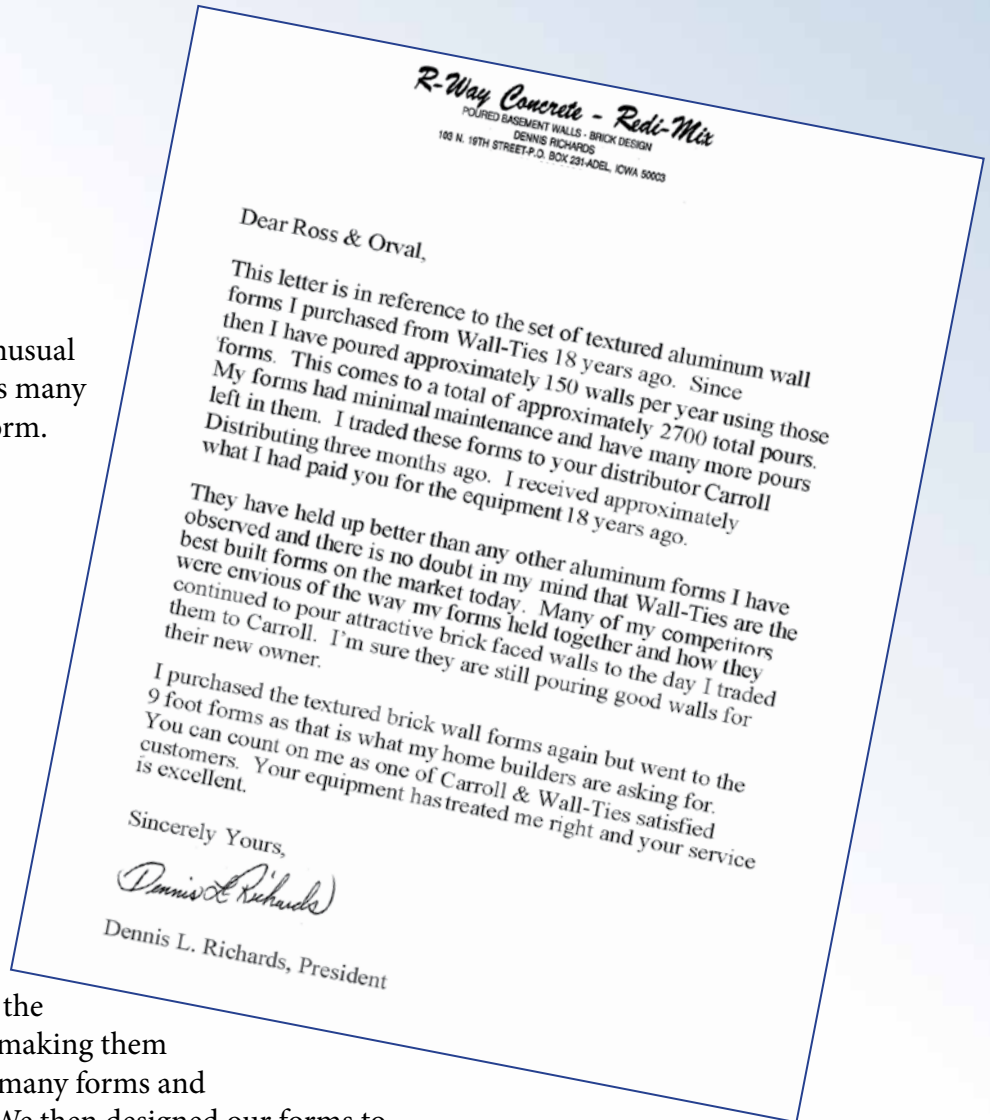 R-Way Concrete - Redi-Mix
POURED BASEMENT WALLS - BRICK DESIGN
DENNIS RICHARDS
103 N. 19TH STREET-P.O. BOX 231-ADEL, IOWA 50003
Dear Ross & Orval,
This letter is in reference to the set of textured aluminum wall
forms I purchased from Wall-Ties 18 years ago. Since
then I have poured approximately 150 walls per year using those
forms. This comes to a total of approximately 2700 total pours.
My forms had minimal maintenance and have many more pours
left in them. I traded these forms to your distributor Carroll
Distributing three months ago. I received approximately
what I had paid you for the equipment 18 years ago.
They have held up better than any other aluminum forms I have
observed and there is no doubt in my mind that Wall-Ties are the
best built forms on the market today. Many of my competitors
were envious of the way my forms held together and how they
continued to pour attractive brick faced walls to the day I traded
them to Carroll. I'm sure they are still pouring good walls for
their new owner.
I purchased the textured brick wall forms again but went to the
9 foot forms as that is what my home builders are asking for.
You can count on me as one of Carroll & Wall-Ties satisfied
customers. Your equipment has treated me right and your service
is excellent.
Sincerely Yours,
Dennis L Richards
Dennis L. Richards, President
nusual
s many
orm.
the
making them
many forms and
We then designed our forms to